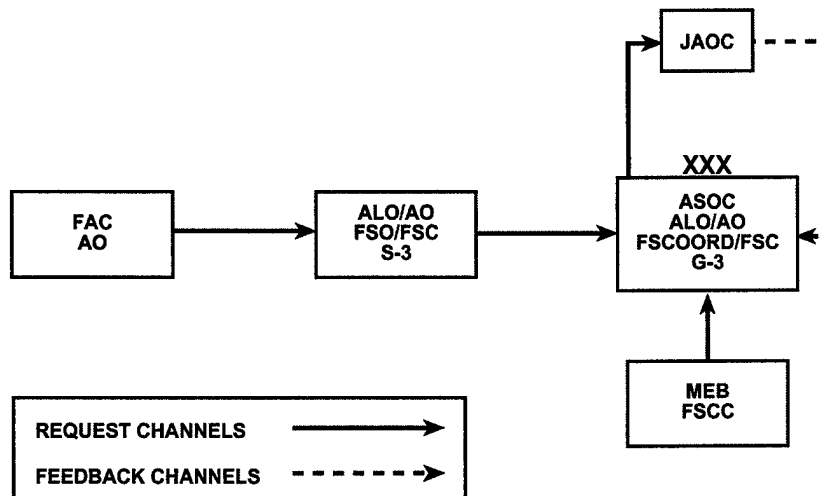 JAOC
XXX
FAC
AO
ALO/AO
FSO/FSC
S-3
ASOC
ALO/AO
FSCOORD/FSC
G-3
MEB
FSCC
REQUEST CHANNELS
FEEDBACK CHANNELS